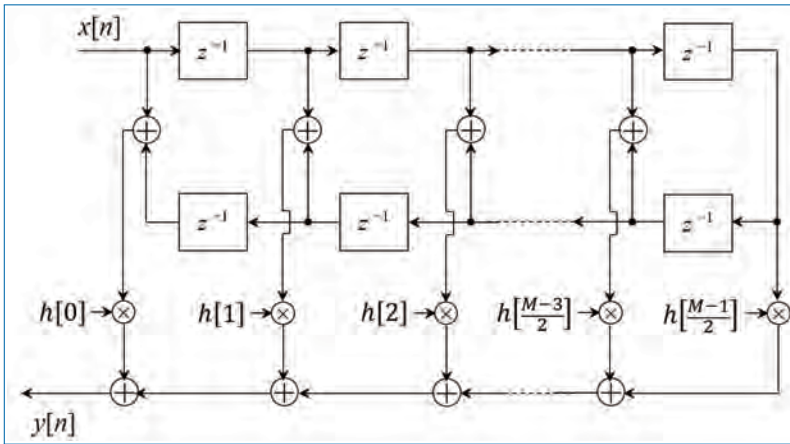 x[n]
z⁻¹ z⁻¹ z⁻¹
+ + + +
z⁻¹ z⁻¹ z⁻¹
h[0] × h[1] × h[2] × h[(M−3)/2] × h[(M−1)/2] ×
+ + + +
y[n]